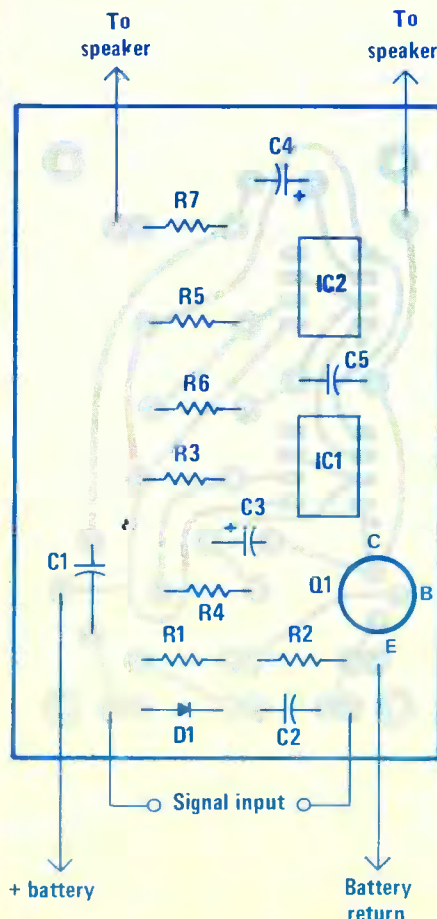 To
speaker
To
speaker
C4
+
R7
IC2
R5
C5
R6
R3
IC1
+
C3
C
C1
Q1
B
R4
E
R1
R2
D1
C2
Signal input
+ battery
Battery
return